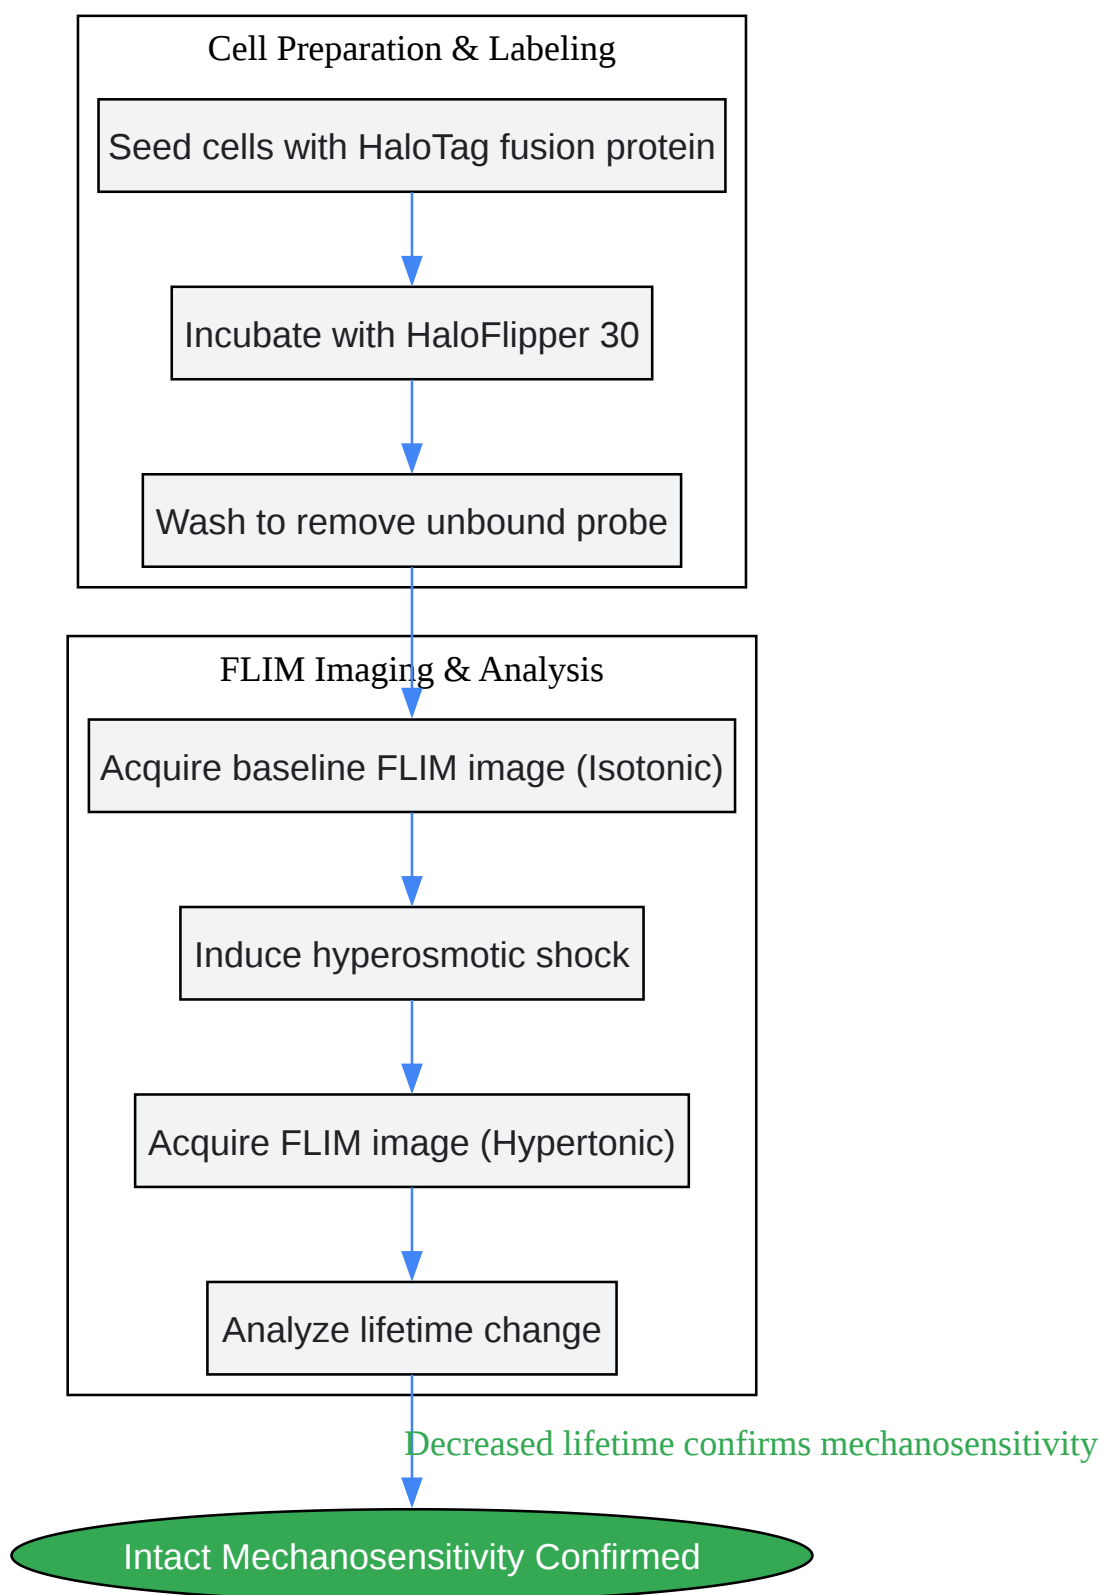 Cell Preparation & Labeling
Seed cells with HaloTag fusion protein
Incubate with HaloFlipper 30
Wash to remove unbound probe
FLIM Imaging & Analysis
Acquire baseline FLIM image (Isotonic)
Induce hyperosmotic shock
Acquire FLIM image (Hypertonic)
Analyze lifetime change
Decreased lifetime confirms mechanosensitivity
Intact Mechanosensitivity Confirmed